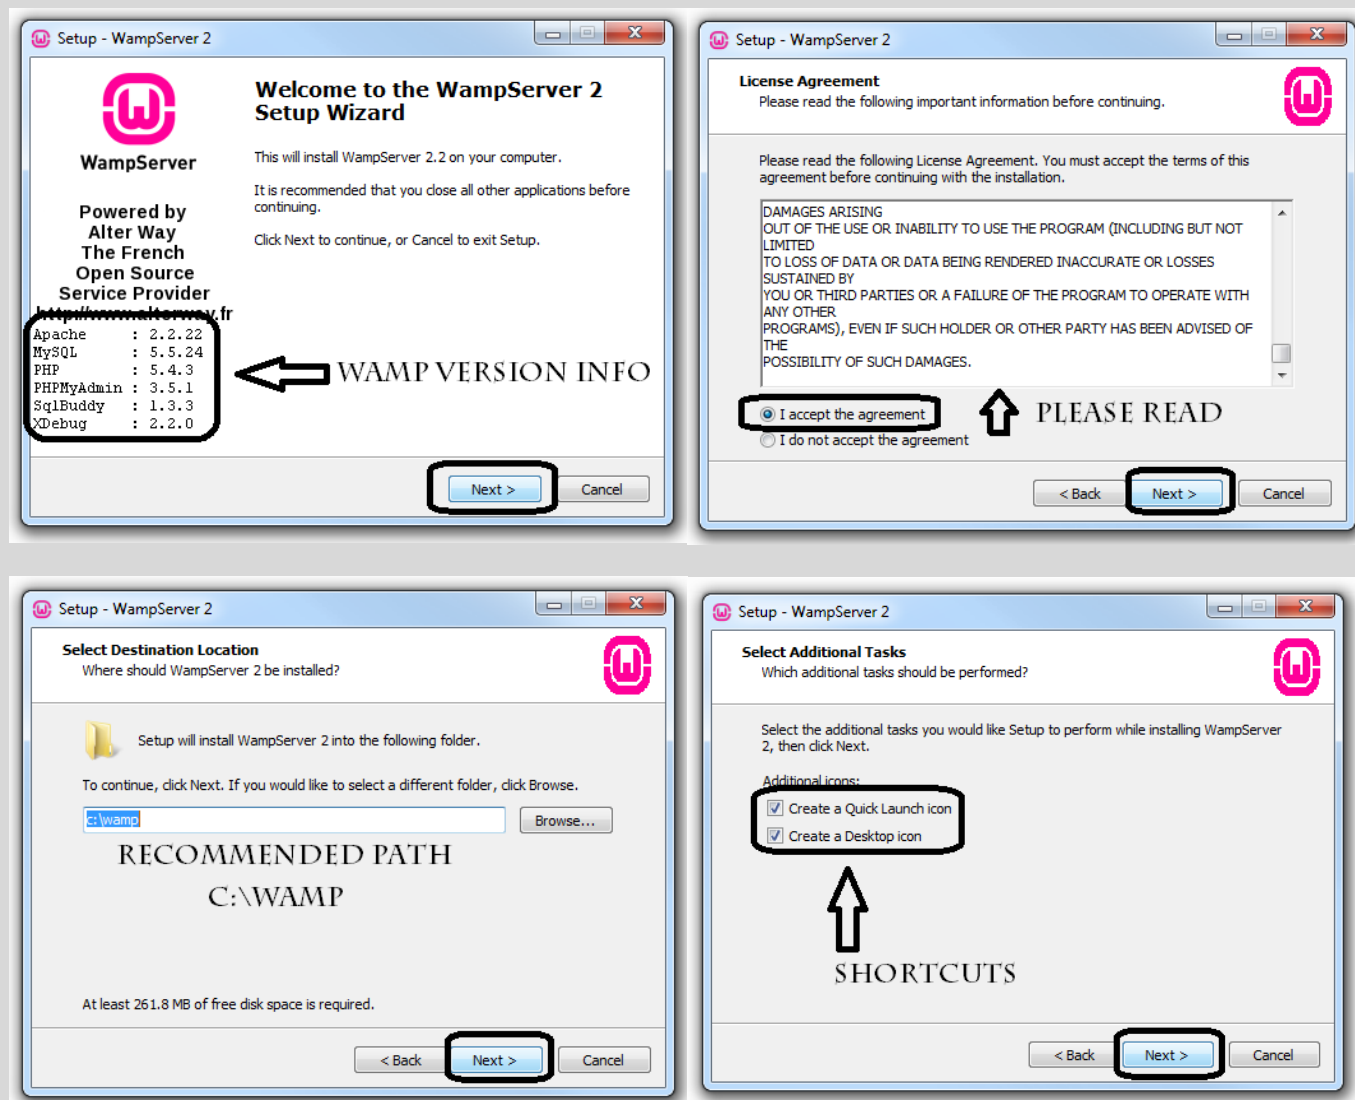 Setup - WampServer 2
WampServer
Powered by
Alter Way
The French
Open Source
Service Provider
http://www.alterway.fr
Apache : 2.2.22
MySQL : 5.5.24
PHP : 5.4.3
PHPMyAdmin : 3.5.1
SqlBuddy : 1.3.3
XDebug : 2.2.0
Welcome to the WampServer 2
Setup Wizard
This will install WampServer 2.2 on your computer.
It is recommended that you close all other applications before
continuing.
Click Next to continue, or Cancel to exit Setup.
WAMP VERSION INFO
Next >
Cancel
Setup - WampServer 2
License Agreement
Please read the following important information before continuing.
Please read the following License Agreement. You must accept the terms of this
agreement before continuing with the installation.
DAMAGES ARISING
OUT OF THE USE OR INABILITY TO USE THE PROGRAM (INCLUDING BUT NOT
LIMITED
TO LOSS OF DATA OR DATA BEING RENDERED INACCURATE OR LOSSES
SUSTAINED BY
YOU OR THIRD PARTIES OR A FAILURE OF THE PROGRAM TO OPERATE WITH
ANY OTHER
PROGRAMS), EVEN IF SUCH HOLDER OR OTHER PARTY HAS BEEN ADVISED OF
THE
POSSIBILITY OF SUCH DAMAGES.
I accept the agreement
I do not accept the agreement
PLEASE READ
< Back
Next >
Cancel
Setup - WampServer 2
Select Destination Location
Where should WampServer 2 be installed?
Setup will install WampServer 2 into the following folder.
To continue, click Next. If you would like to select a different folder, click Browse.
c:\wamp
Browse...
RECOMMENDED PATH
C:\WAMP
At least 261.8 MB of free disk space is required.
< Back
Next >
Cancel
Setup - WampServer 2
Select Additional Tasks
Which additional tasks should be performed?
Select the additional tasks you would like Setup to perform while installing WampServer
2, then click Next.
Additional icons:
Create a Quick Launch icon
Create a Desktop icon
SHORTCUTS
< Back
Next >
Cancel